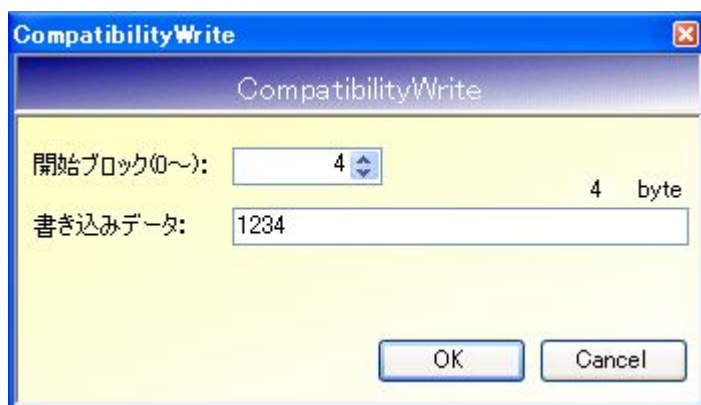 CompatibilityWrite
CompatibilityWrite
開始ブロック(0～): 4
4 byte
書き込みデータ: 1234
OK Cancel